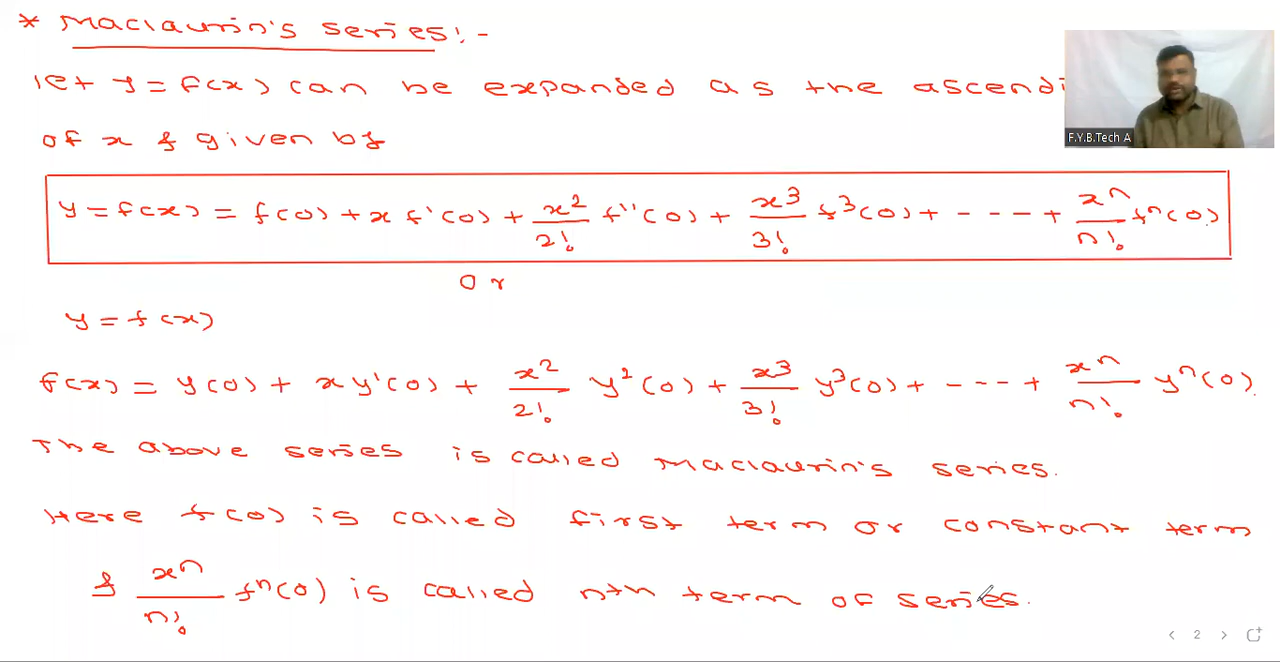 * Maclaurin's series:-
let y = f(x) can be expanded as the ascendi
of x & given by
y = f(x) = f(0) + x f'(0) + x²/2! f''(0) + x³/3! f³(0) + - - - - + xⁿ/n! fⁿ(0)
Or
y = f(x)
f(x) = y(0) + x y'(0) + x²/2! y²(0) + x³/3! y³(0) + - - - + xⁿ/n! yⁿ(0).
The above series is called Maclaurin's series.
Here f(0) is called first term or constant term
& xⁿ/n! fⁿ(0) is called nth term of series.
F.Y.B.Tech A
< 2 >